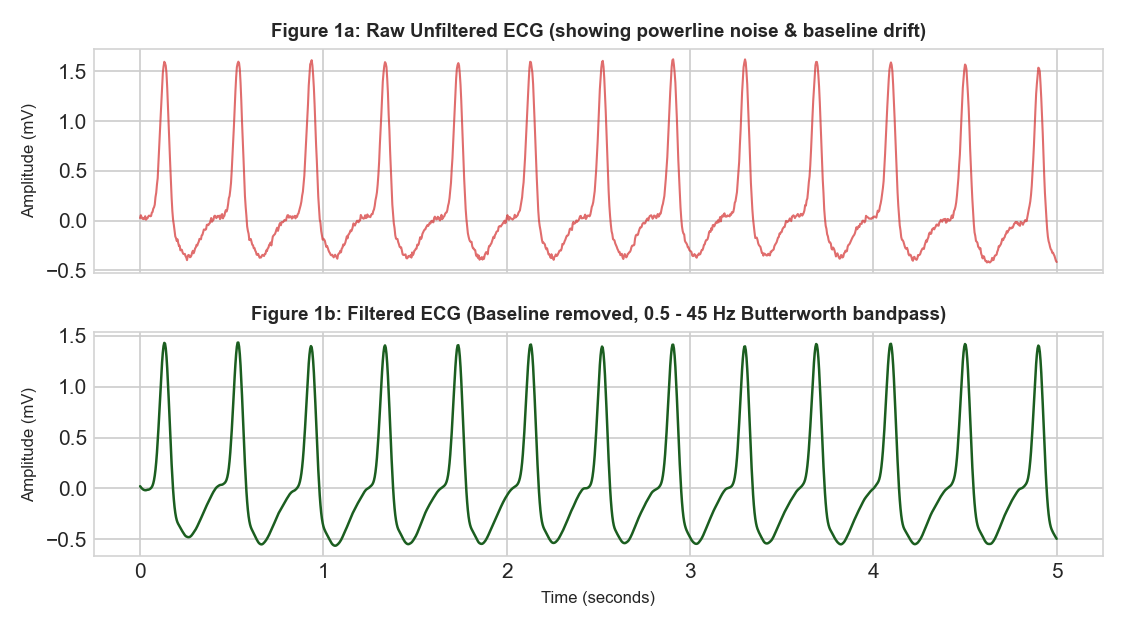 Figure 1a: Raw Unfiltered ECG (showing powerline noise & baseline drift)
Amplitude (mV)
1.5
1.0
0.5
0.0
−0.5
Figure 1b: Filtered ECG (Baseline removed, 0.5 - 45 Hz Butterworth bandpass)
Amplitude (mV)
1.5
1.0
0.5
0.0
−0.5
0 1 2 3 4 5
Time (seconds)